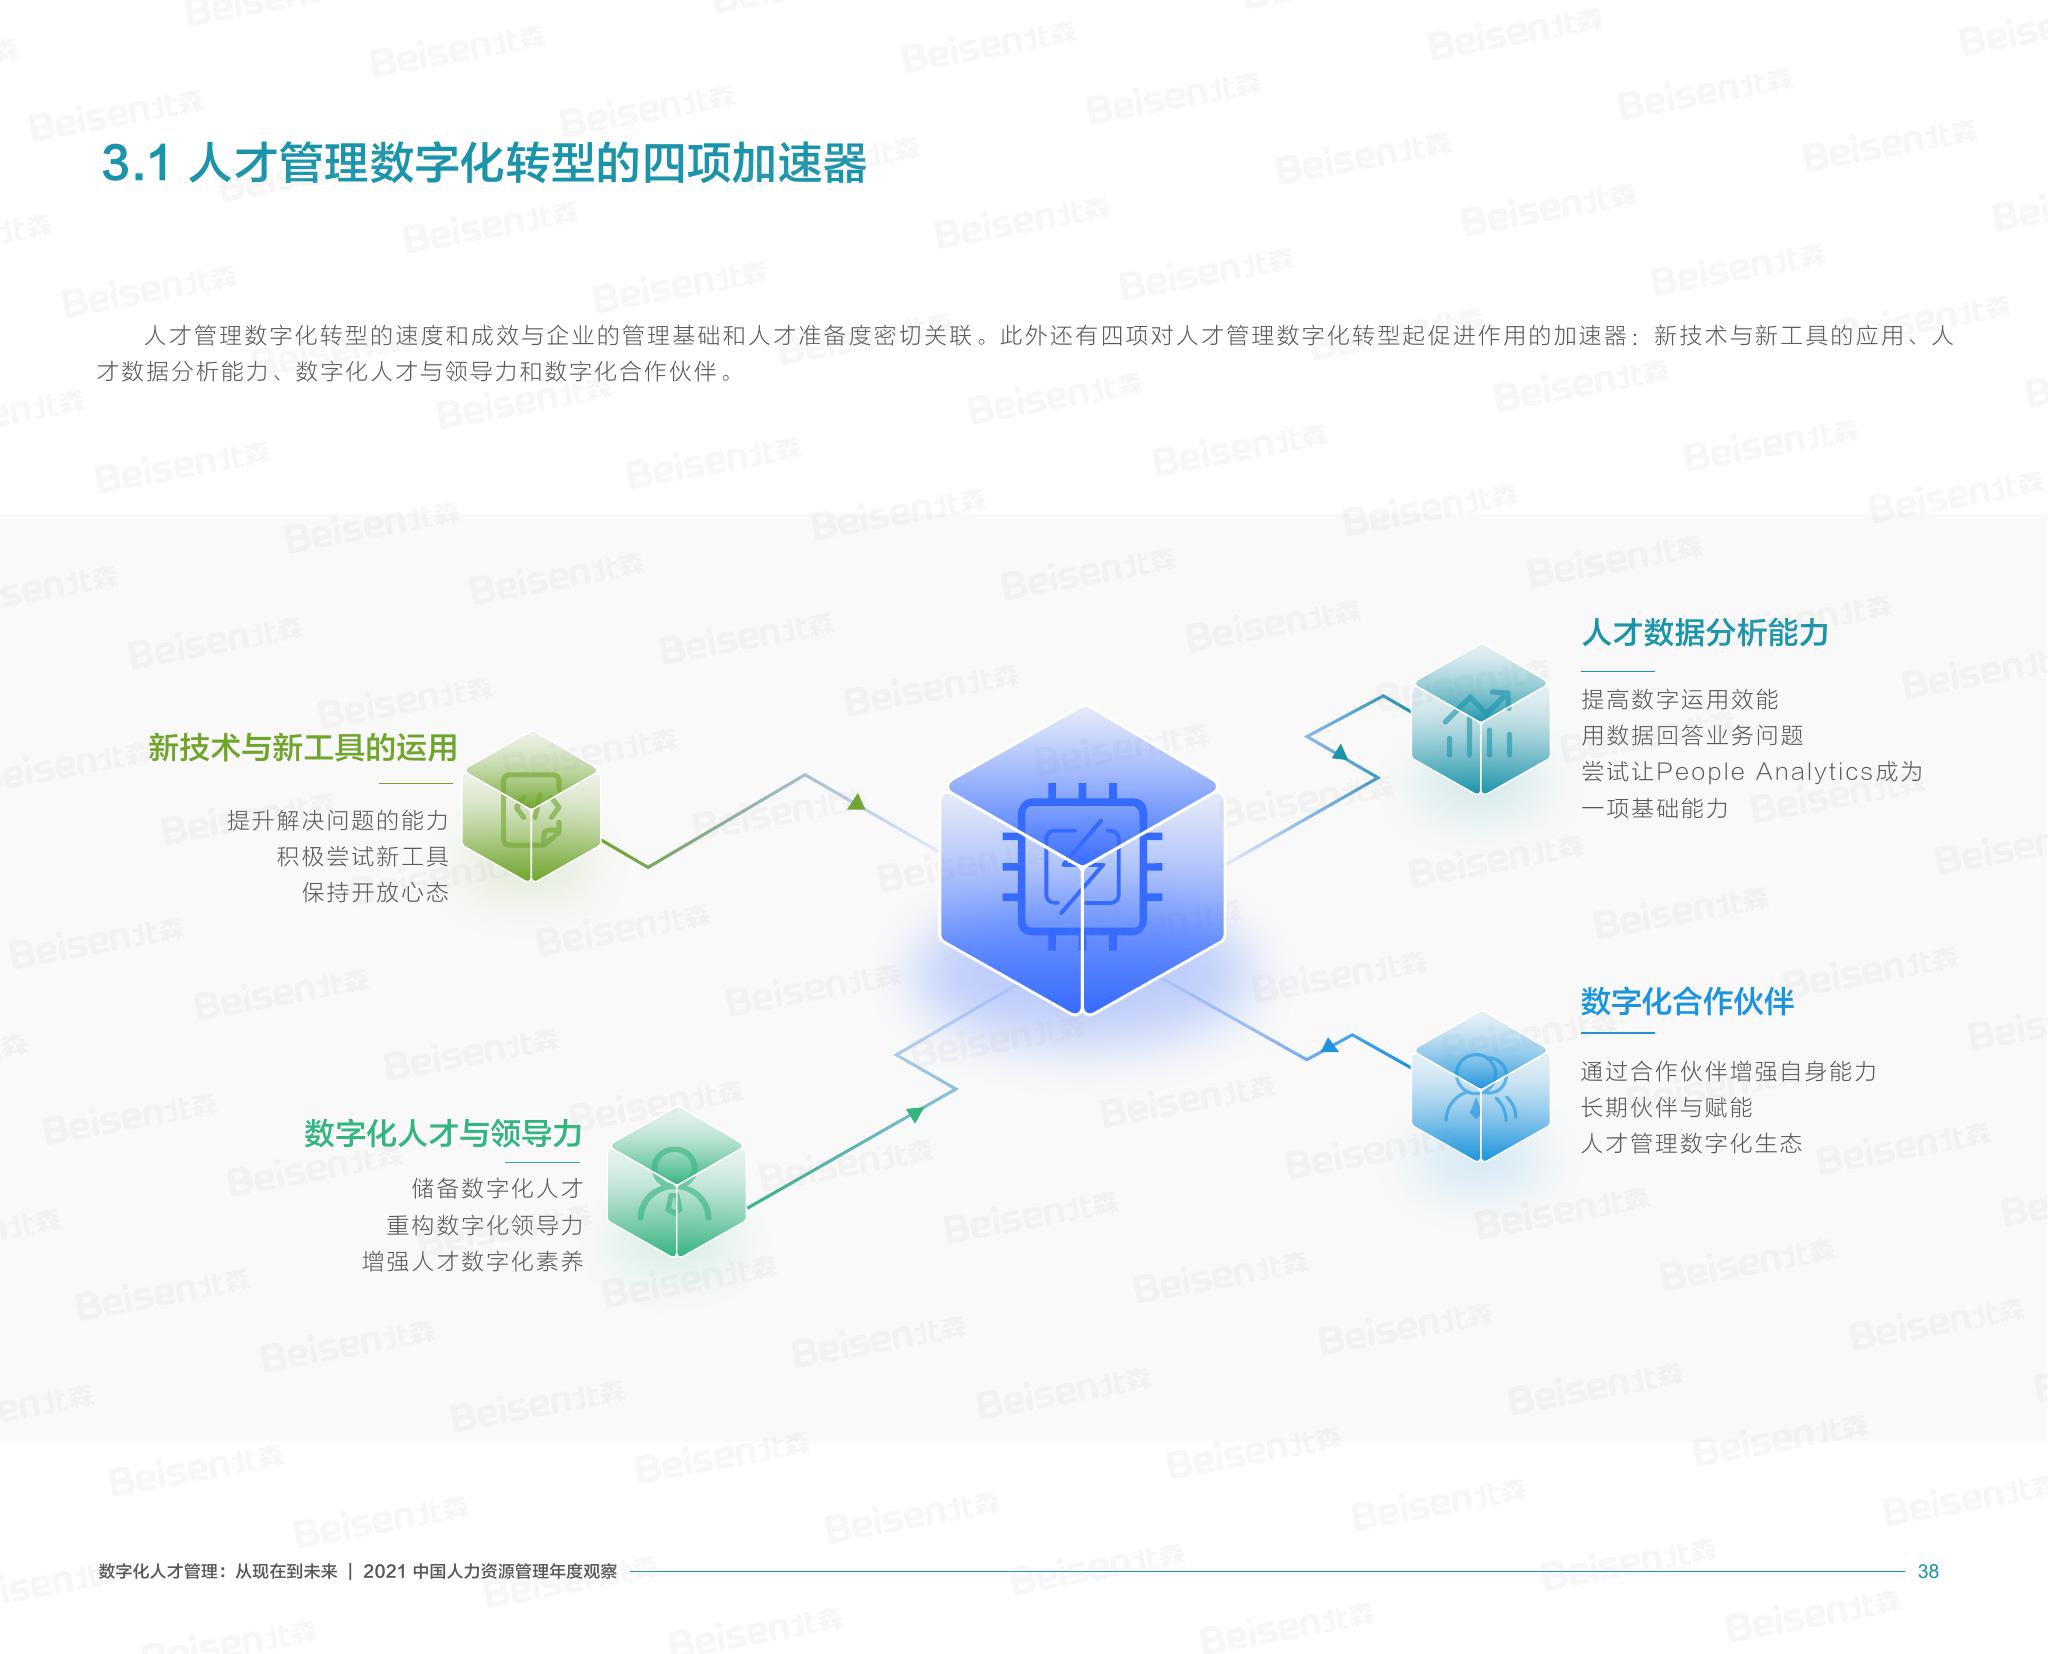 3.1 人才管理数字化转型的四项加速器
人才管理数字化转型的速度和成效与企业的管理基础和人才准备度密切关联。此外还有四项对人才管理数字化转型起促进作用的加速器：新技术与新工具的应用、人
才数据分析能力、数字化人才与领导力和数字化合作伙伴。
新技术与新工具的运用
提升解决问题的能力
积极尝试新工具
保持开放心态
人才数据分析能力
提高数字运用效能
用数据回答业务问题
尝试让People Analytics成为
一项基础能力
数字化人才与领导力
储备数字化人才
重构数字化领导力
增强人才数字化素养
数字化合作伙伴
通过合作伙伴增强自身能力
长期伙伴与赋能
人才管理数字化生态
数字化人才管理：从现在到未来 | 2021 中国人力资源管理年度观察
38
Beisen北森